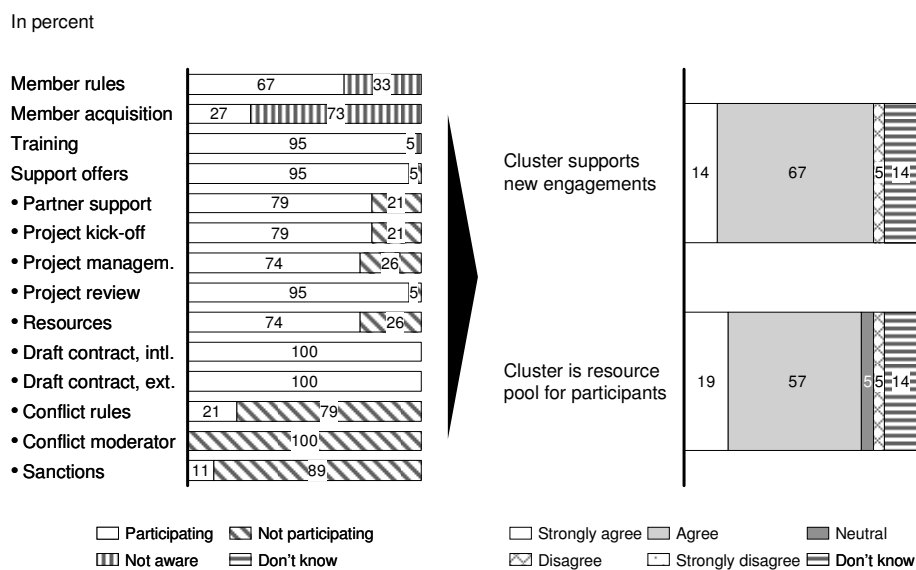 In percent
Member rules 67 33
Member acquisition 27 73
Training 95 5
Support offers 95 5
• Partner support 79 21
• Project kick-off 79 21
• Project managem. 74 26
• Project review 95 5
• Resources 74 26
• Draft contract, intl. 100
• Draft contract, ext. 100
• Conflict rules 21 79
• Conflict moderator 100
• Sanctions 11 89
Participating Not participating
Not aware Don't know
Cluster supports
new engagements
14 67 5 14
Cluster is resource
pool for participants
19 57 5 5 14
Strongly agree Agree Neutral
Disagree Strongly disagree Don't know